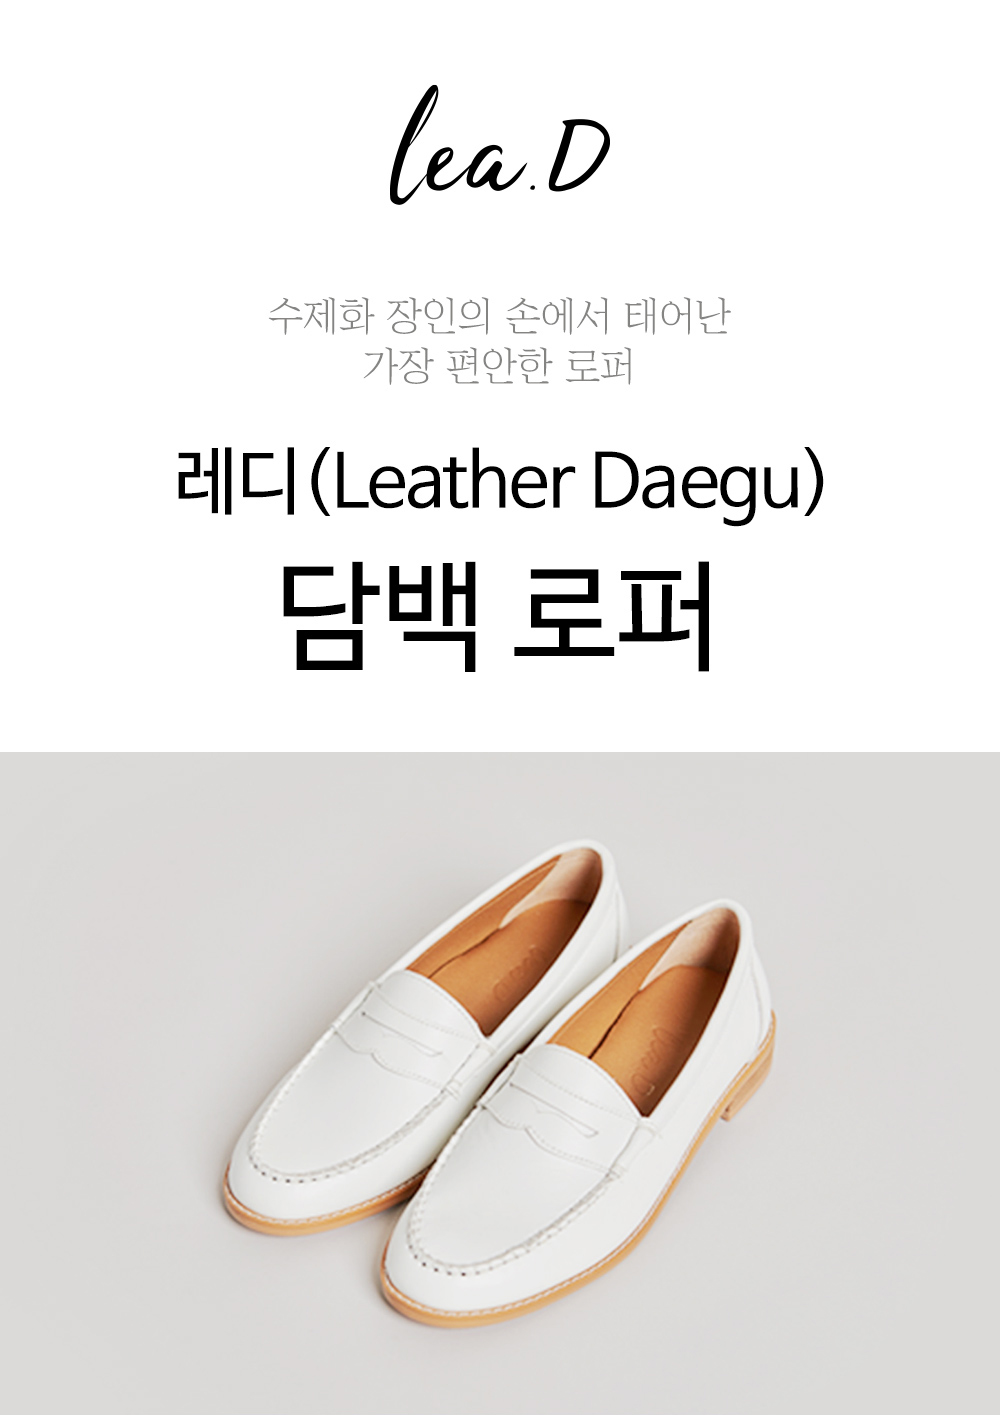 lea.D
수제화 장인의 손에서 태어난
가장 편안한 로퍼
레디(Leather Daegu)
담백 로퍼